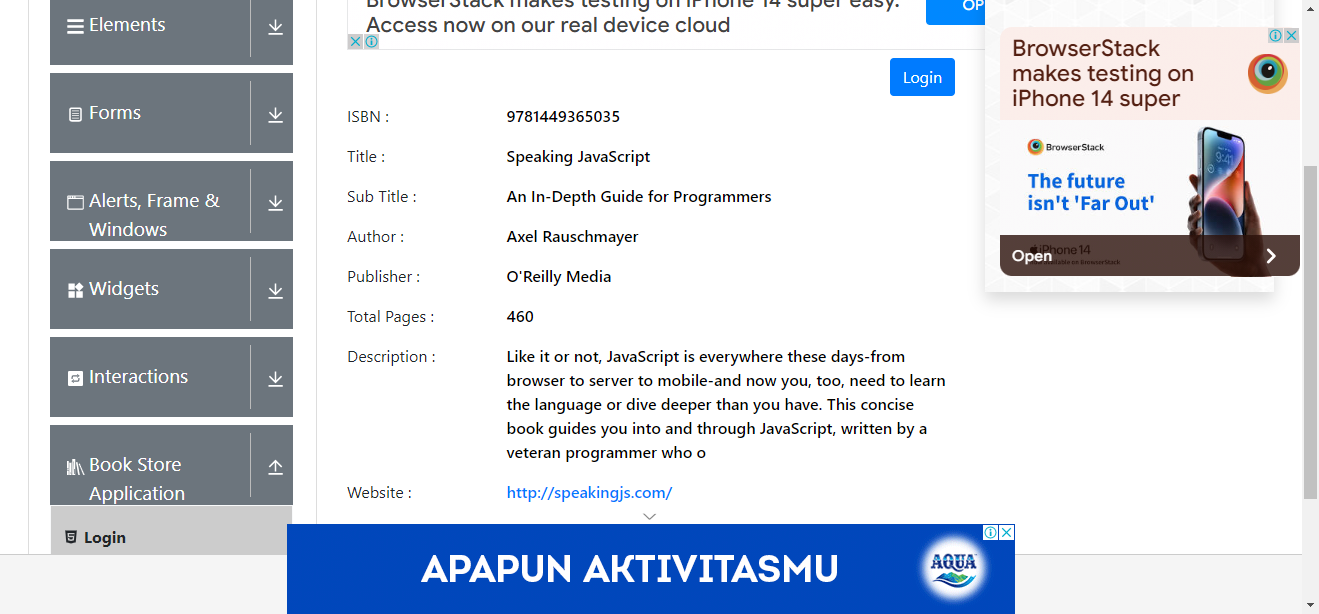 Elements
Forms
Alerts, Frame &
Windows
Widgets
Interactions
Book Store
Application
Login
BrowserStack makes testing on iPhone 14 super easy.
Access now on our real device cloud
OP
Login
ISBN : 9781449365035
Title : Speaking JavaScript
Sub Title : An In-Depth Guide for Programmers
Author : Axel Rauschmayer
Publisher : O'Reilly Media
Total Pages : 460
Description : Like it or not, JavaScript is everywhere these days-from
browser to server to mobile-and now you, too, need to learn
the language or dive deeper than you have. This concise
book guides you into and through JavaScript, written by a
veteran programmer who o
Website : http://speakingjs.com/
BrowserStack
makes testing on
iPhone 14 super
BrowserStack
The future
isn't 'Far Out'
9:41
iPhone 14
Open
APAPUN AKTIVITASMU
AQUA